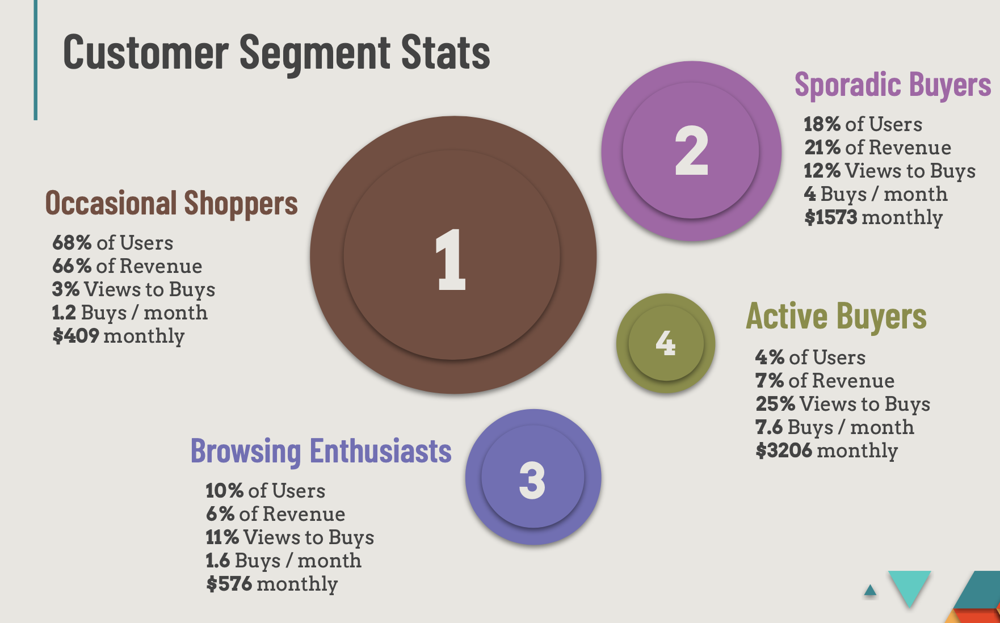 Customer Segment Stats
Occasional Shoppers
68% of Users
66% of Revenue
3% Views to Buys
1.2 Buys / month
$409 monthly
1
2
Sporadic Buyers
18% of Users
21% of Revenue
12% Views to Buys
4 Buys / month
$1573 monthly
Browsing Enthusiasts
10% of Users
6% of Revenue
11% Views to Buys
1.6 Buys / month
$576 monthly
3
4
Active Buyers
4% of Users
7% of Revenue
25% Views to Buys
7.6 Buys / month
$3206 monthly